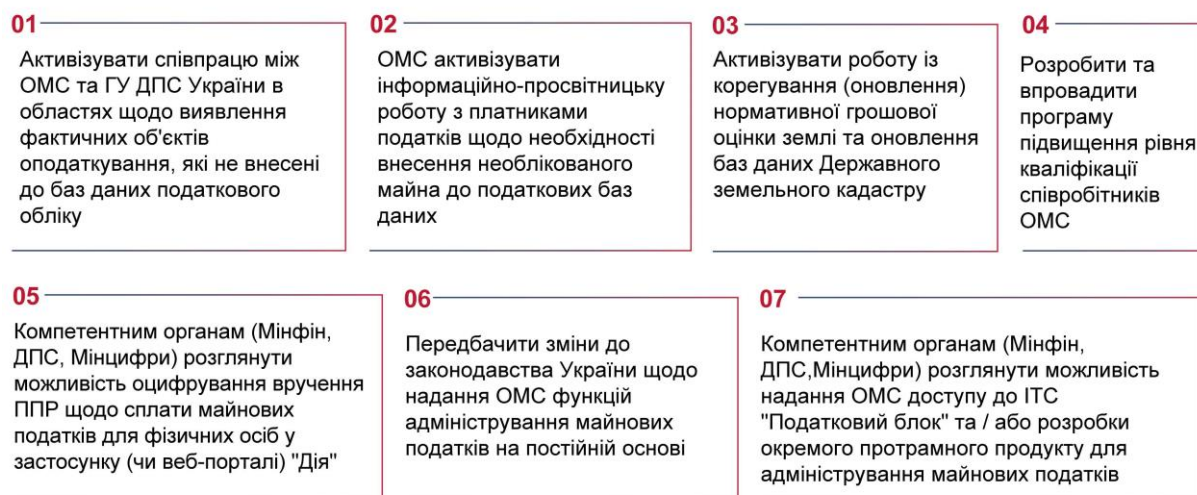 01
Активізувати співпрацю між
ОМС та ГУ ДПС України в
областях щодо виявлення
фактичних об'єктів
оподаткування, які не внесені
до баз даних податкового
обліку
02
ОМС активізувати
інформаційно-просвітницьку
роботу з платниками
податків щодо необхідності
внесення необлікованого
майна до податкових баз
даних
03
Активізувати роботу із
корегування (оновлення)
нормативної грошової
оцінки землі та оновлення
баз даних Державного
земельного кадастру
04
Розробити та
впровадити
програму
підвищення рівня
кваліфікації
співробітників
ОМС
05
Компетентним органам (Мінфін,
ДПС, Мінцифри) розглянути
можливість оцифрування вручення
ППР щодо сплати майнових
податків для фізичних осіб у
застосунку (чи веб-порталі) "Дія"
06
Передбачити зміни до
законодавства України щодо
надання ОМС функцій
адміністрування майнових
податків на постійній основі
07
Компетентним органам (Мінфін,
ДПС,Мінцифри) розглянути можливість
надання ОМС доступу до ІТС
"Податковий блок" та / або розробки
окремого протрамного продукту для
адміністрування майнових податків